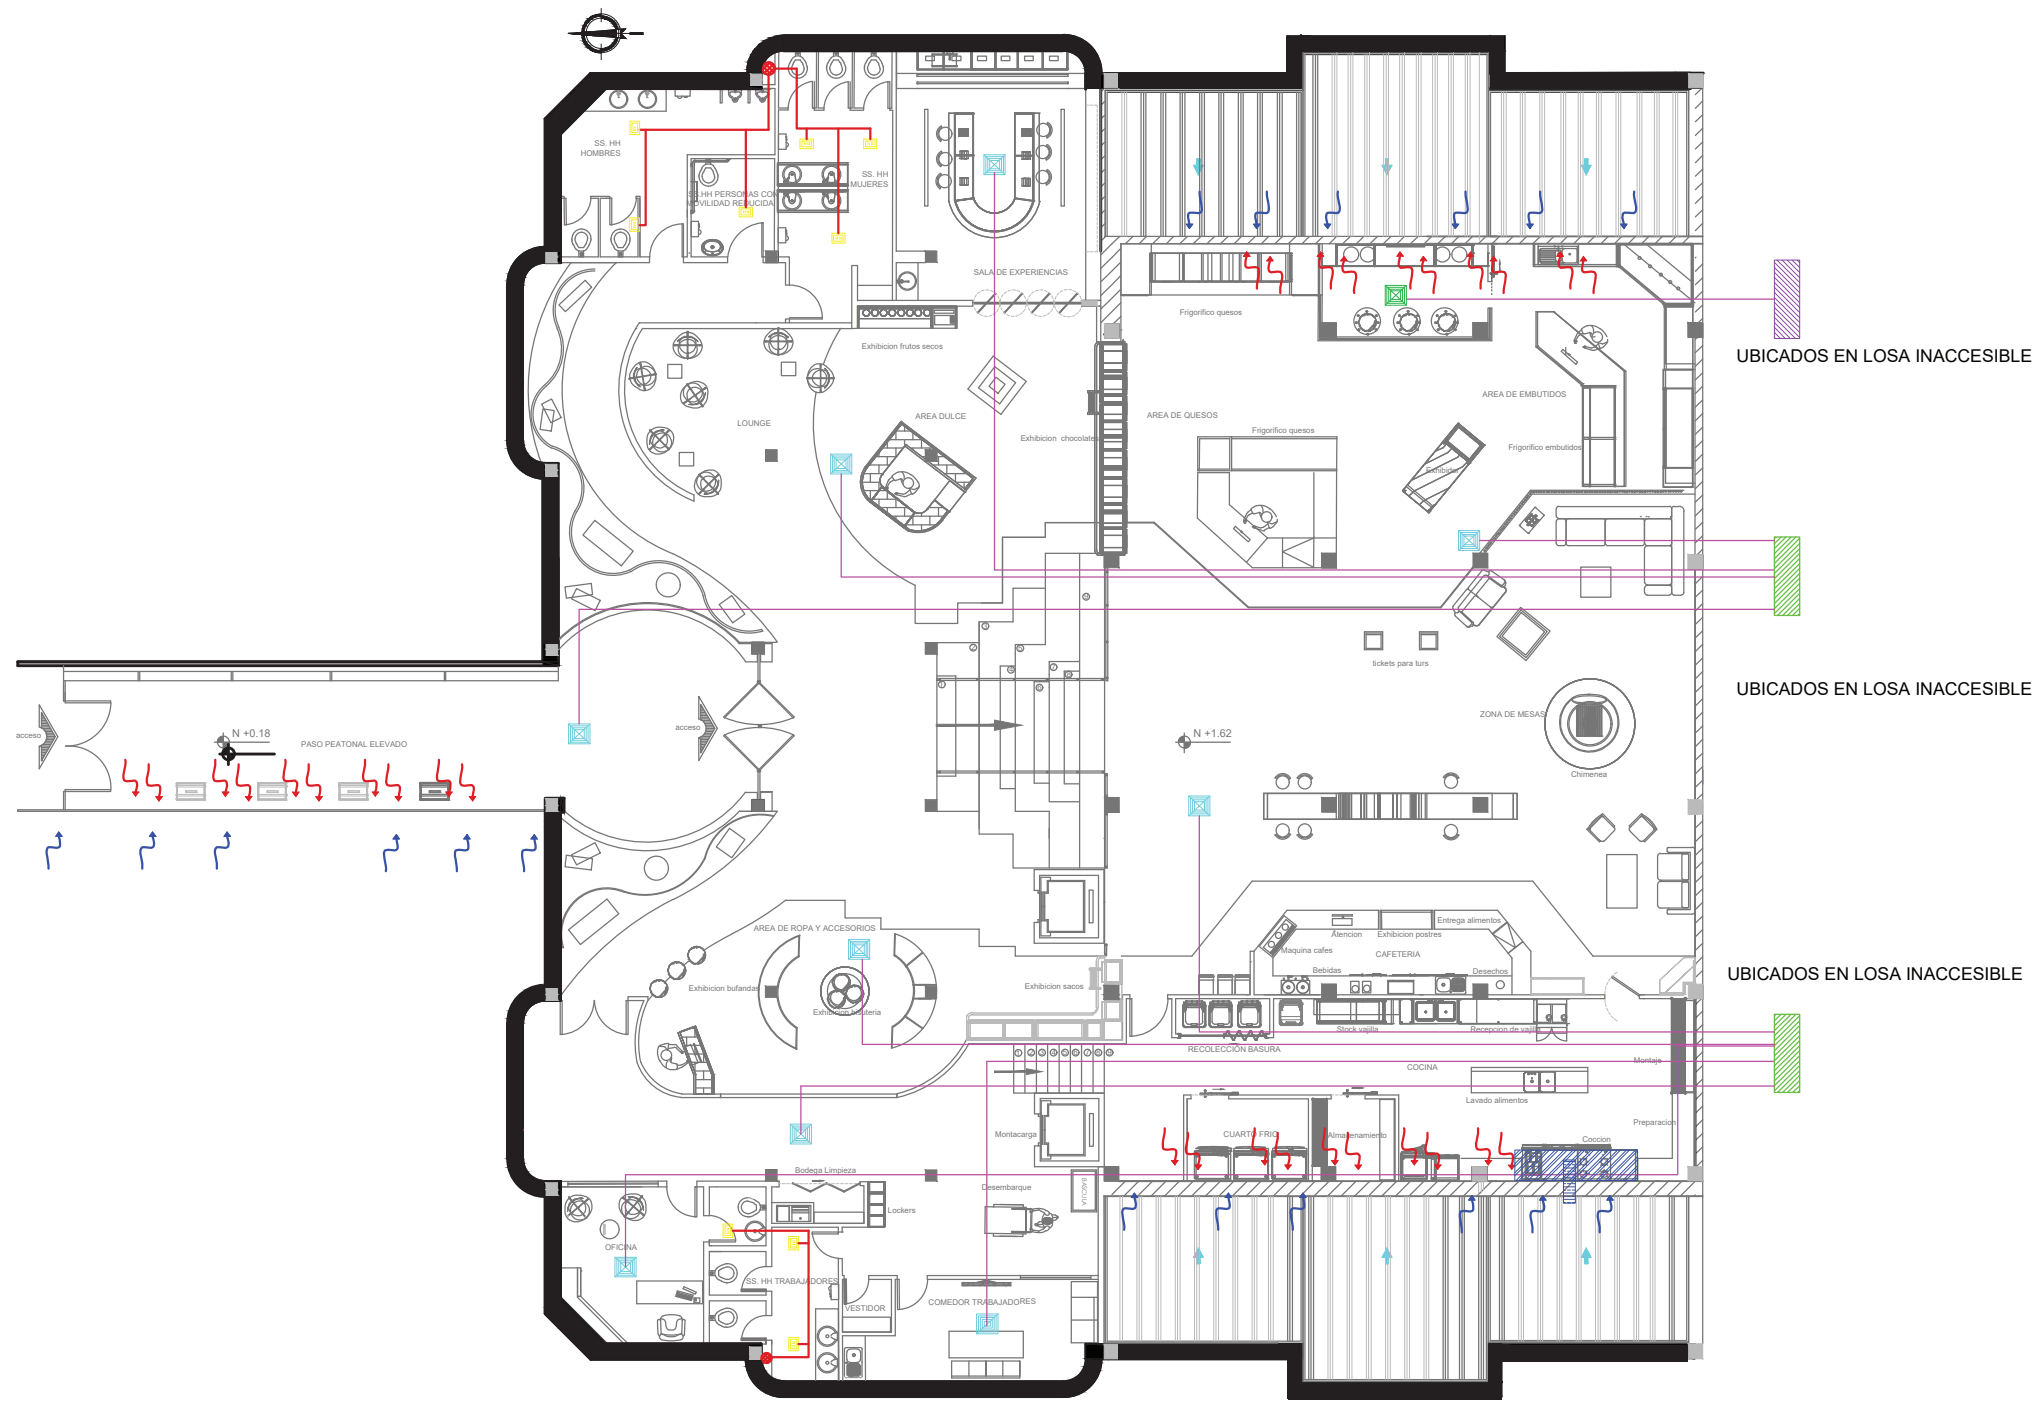 SS. HH
HOMBRES
SS. HH
MUJERES
SS.HH PERSONAS CON
MOVILIDAD REDUCIDA
SALA DE EXPERIENCIAS
Exhibicion frutos secos
Frigorifico quesos
UBICADOS EN LOSA INACCESIBLE
LOUNGE
AREA DULCE
Exhibicion chocolates
AREA DE QUESOS
Frigorifico quesos
AREA DE EMBUTIDOS
Frigorifico embutidos
Exhibidor
tickets para turs
UBICADOS EN LOSA INACCESIBLE
ZONA DE MESAS
acceso
N +0.18
PASO PEATONAL ELEVADO
acceso
N +1.62
Chimenea
AREA DE ROPA Y ACCESORIOS
Entrega alimentos
Atencion
Exhibicion postres
Maquina cafes
CAFETERIA
Bebidas
Desechos
UBICADOS EN LOSA INACCESIBLE
Exhibicion bufandas
Exhibicion sacos
Exhibicion bisuteria
Stock vajilla
Recepcion de vajilla
RECOLECCIÓN BASURA
COCINA
Montaje
Lavado alimentos
Preparacion
Montacarga
CUARTO FRIO
Almacenamiento
Coccion
Bodega Limpieza
Desembarque
BASCULA
Lockers
OFICINA
SS. HH TRABAJADORES
VESTIDOR
COMEDOR TRABAJADORES